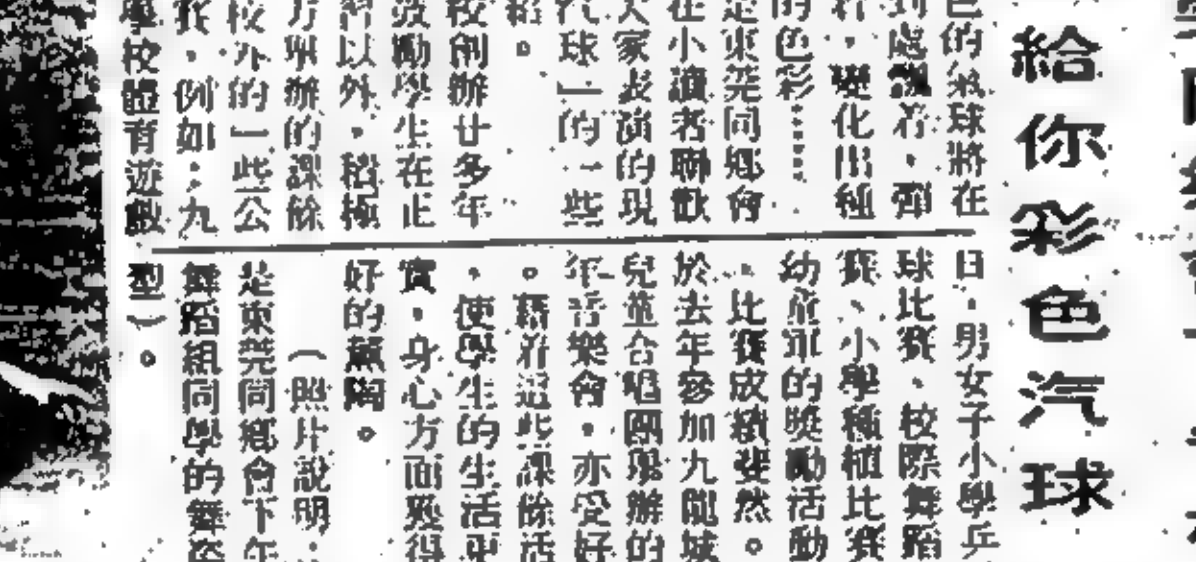 給你彩色汽球
色的氣球將在
到處飄着，彈
着，變化出種
的色彩……
是東莞同鄉會
在小讀者聯歡
大家表演的現
汽球」的一些
紹。
校創辦廿多年
鼓勵學生在正
習以外，積極
方舉辦的課餘
校外的一些公
我，例如：九
學校體育遊戲
日，男女子小學乒
球比賽、校際舞蹈
賽、小學種植比賽
幼童軍的獎勵活動
，比賽成績斐然。
於去年參加九龍城
兒童合唱團舉辦的
年音樂會，亦受好
。藉着這些課餘活
，使學生的生活更
實，身心方面獲得
好的薰陶。
（照片說明：
是東莞同鄉會下午
舞蹈組同學的舞姿
型）。